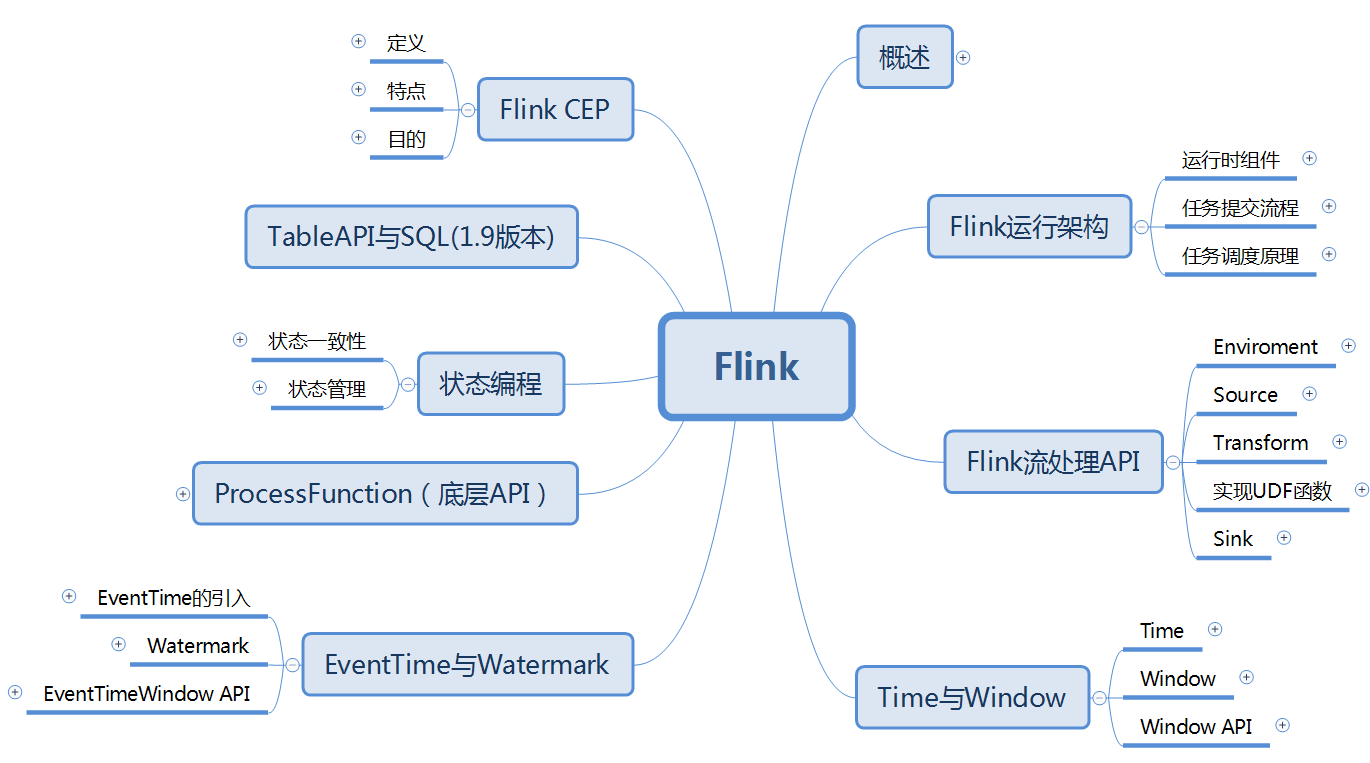 Flink
概述
Flink运行架构
运行时组件
任务提交流程
任务调度原理
Flink流处理API
Enviroment
Source
Transform
实现UDF函数
Sink
Time与Window
Time
Window
Window API
EventTime与Watermark
EventTime的引入
Watermark
EventTimeWindow API
ProcessFunction（底层API）
状态编程
状态一致性
状态管理
TableAPI与SQL(1.9版本)
Flink CEP
定义
特点
目的